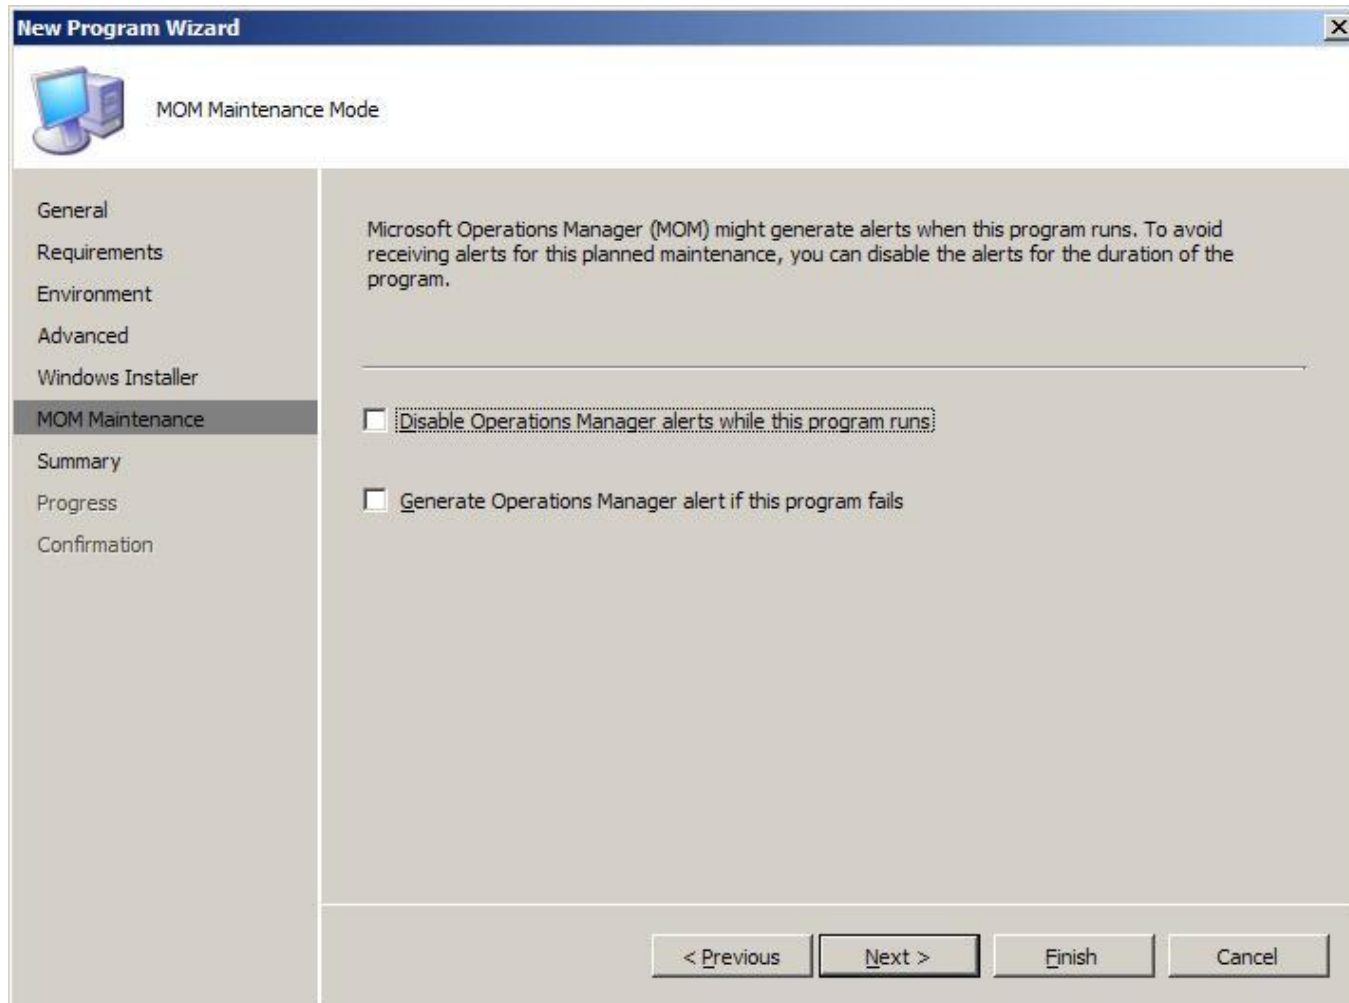 New Program Wizard
MOM Maintenance Mode
General
Requirements
Environment
Advanced
Windows Installer
MOM Maintenance
Summary
Progress
Confirmation
Microsoft Operations Manager (MOM) might generate alerts when this program runs. To avoid
receiving alerts for this planned maintenance, you can disable the alerts for the duration of the
program.
Disable Operations Manager alerts while this program runs
Generate Operations Manager alert if this program fails
< Previous
Next >
Finish
Cancel